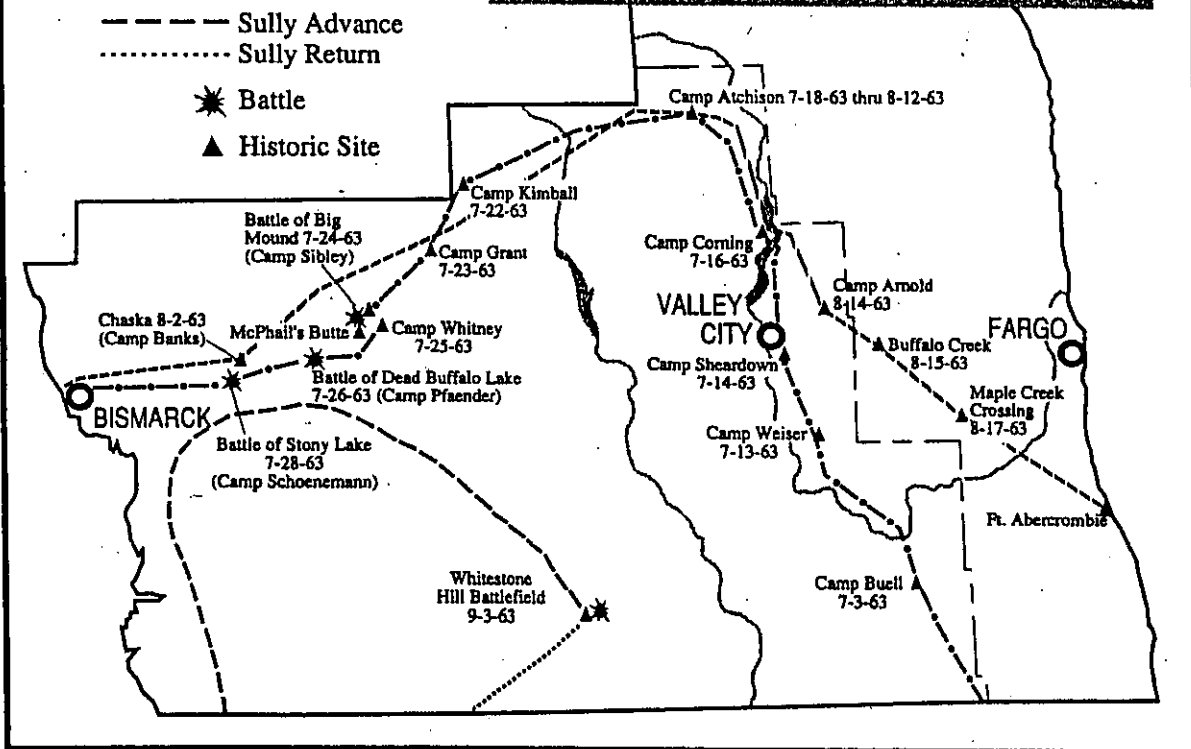 Sully Advance
Sully Return
Battle
Historic Site
Camp Atchison 7-18-63 thru 8-12-63
Camp Kimball
7-22-63
Battle of Big
Mound 7-24-63
(Camp Sibley)
Camp Grant
7-23-63
Camp Corning
7-16-63
Camp Arnold
8-14-63
VALLEY
CITY
FARGO
Chaska 8-2-63
(Camp Banks)
McPhail's Butte
Camp Whitney
7-25-63
Buffalo Creek
8-15-63
Camp Sheardown
7-14-63
Battle of Dead Buffalo Lake
7-26-63 (Camp Pfaender)
Maple Creek
Crossing
8-17-63
BISMARCK
Camp Weiser
7-13-63
Battle of Stony Lake
7-28-63
(Camp Schoenemann)
Ft. Abercrombie
Whitestone
Hill Battlefield
9-3-63
Camp Buell
7-3-63